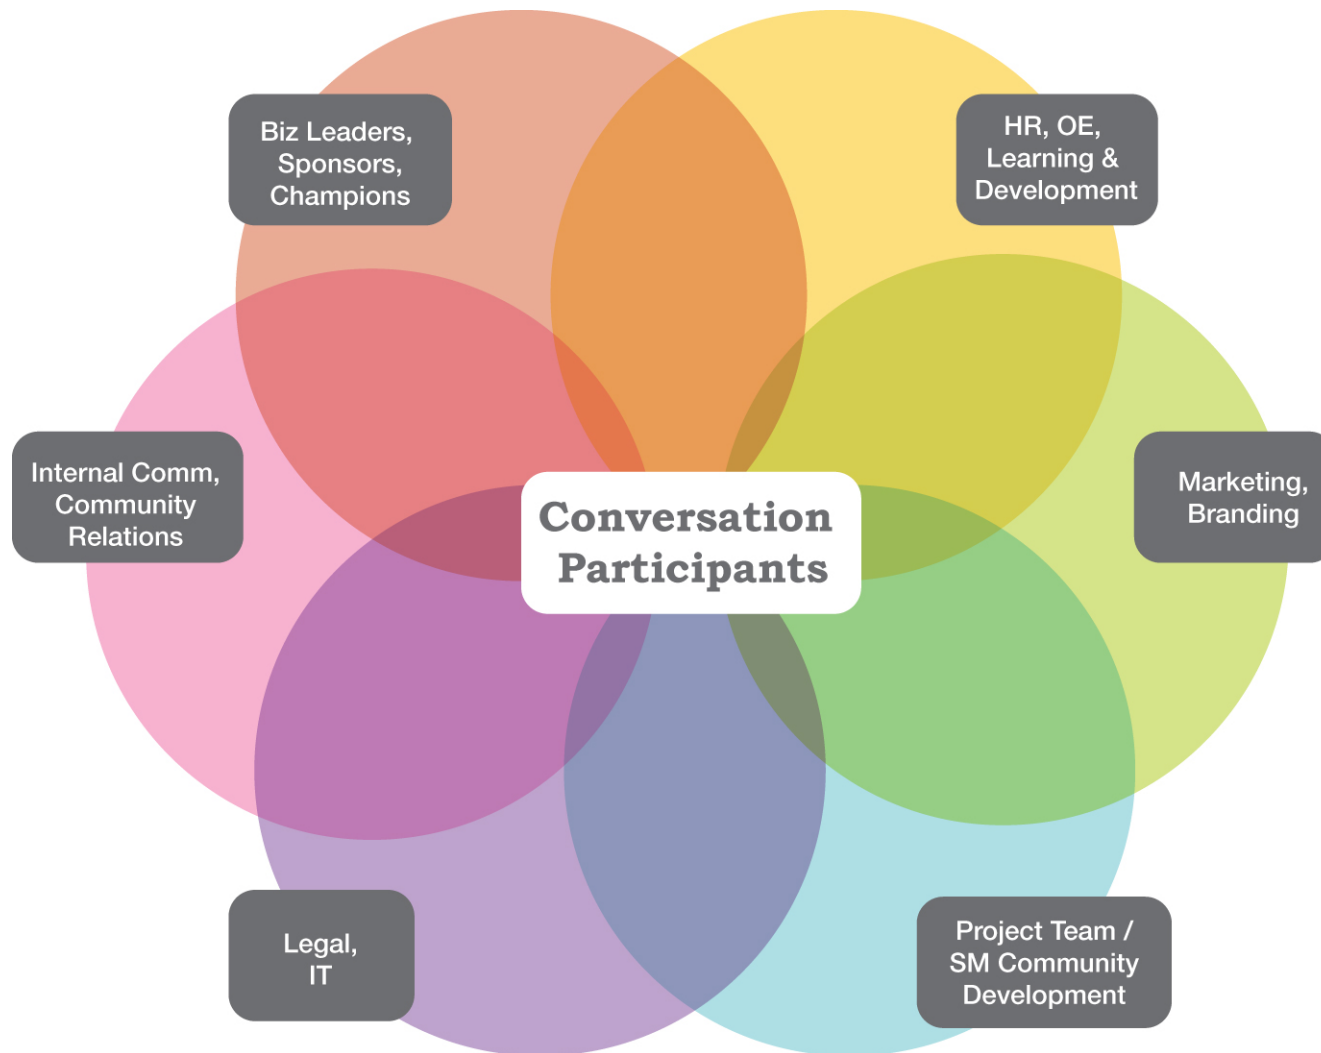 Biz Leaders,
Sponsors,
Champions
HR, OE,
Learning &
Development
Internal Comm,
Community
Relations
Conversation
Participants
Marketing,
Branding
Legal,
IT
Project Team /
SM Community
Development